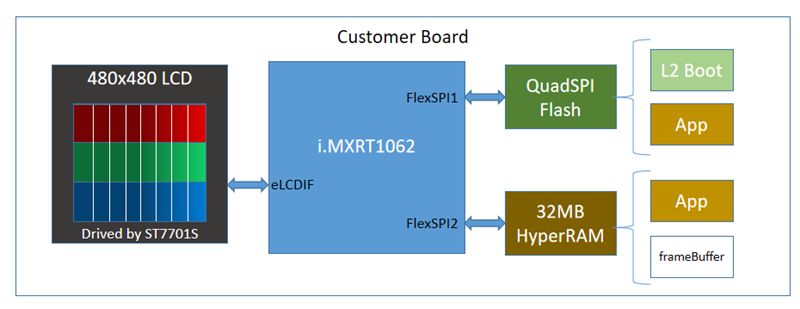 Customer Board
480x480 LCD
Drived by ST7701S
i.MXRT1062
eLCDIF
FlexSPI1
FlexSPI2
QuadSPI
Flash
L2 Boot
App
32MB
HyperRAM
App
frameBuffer